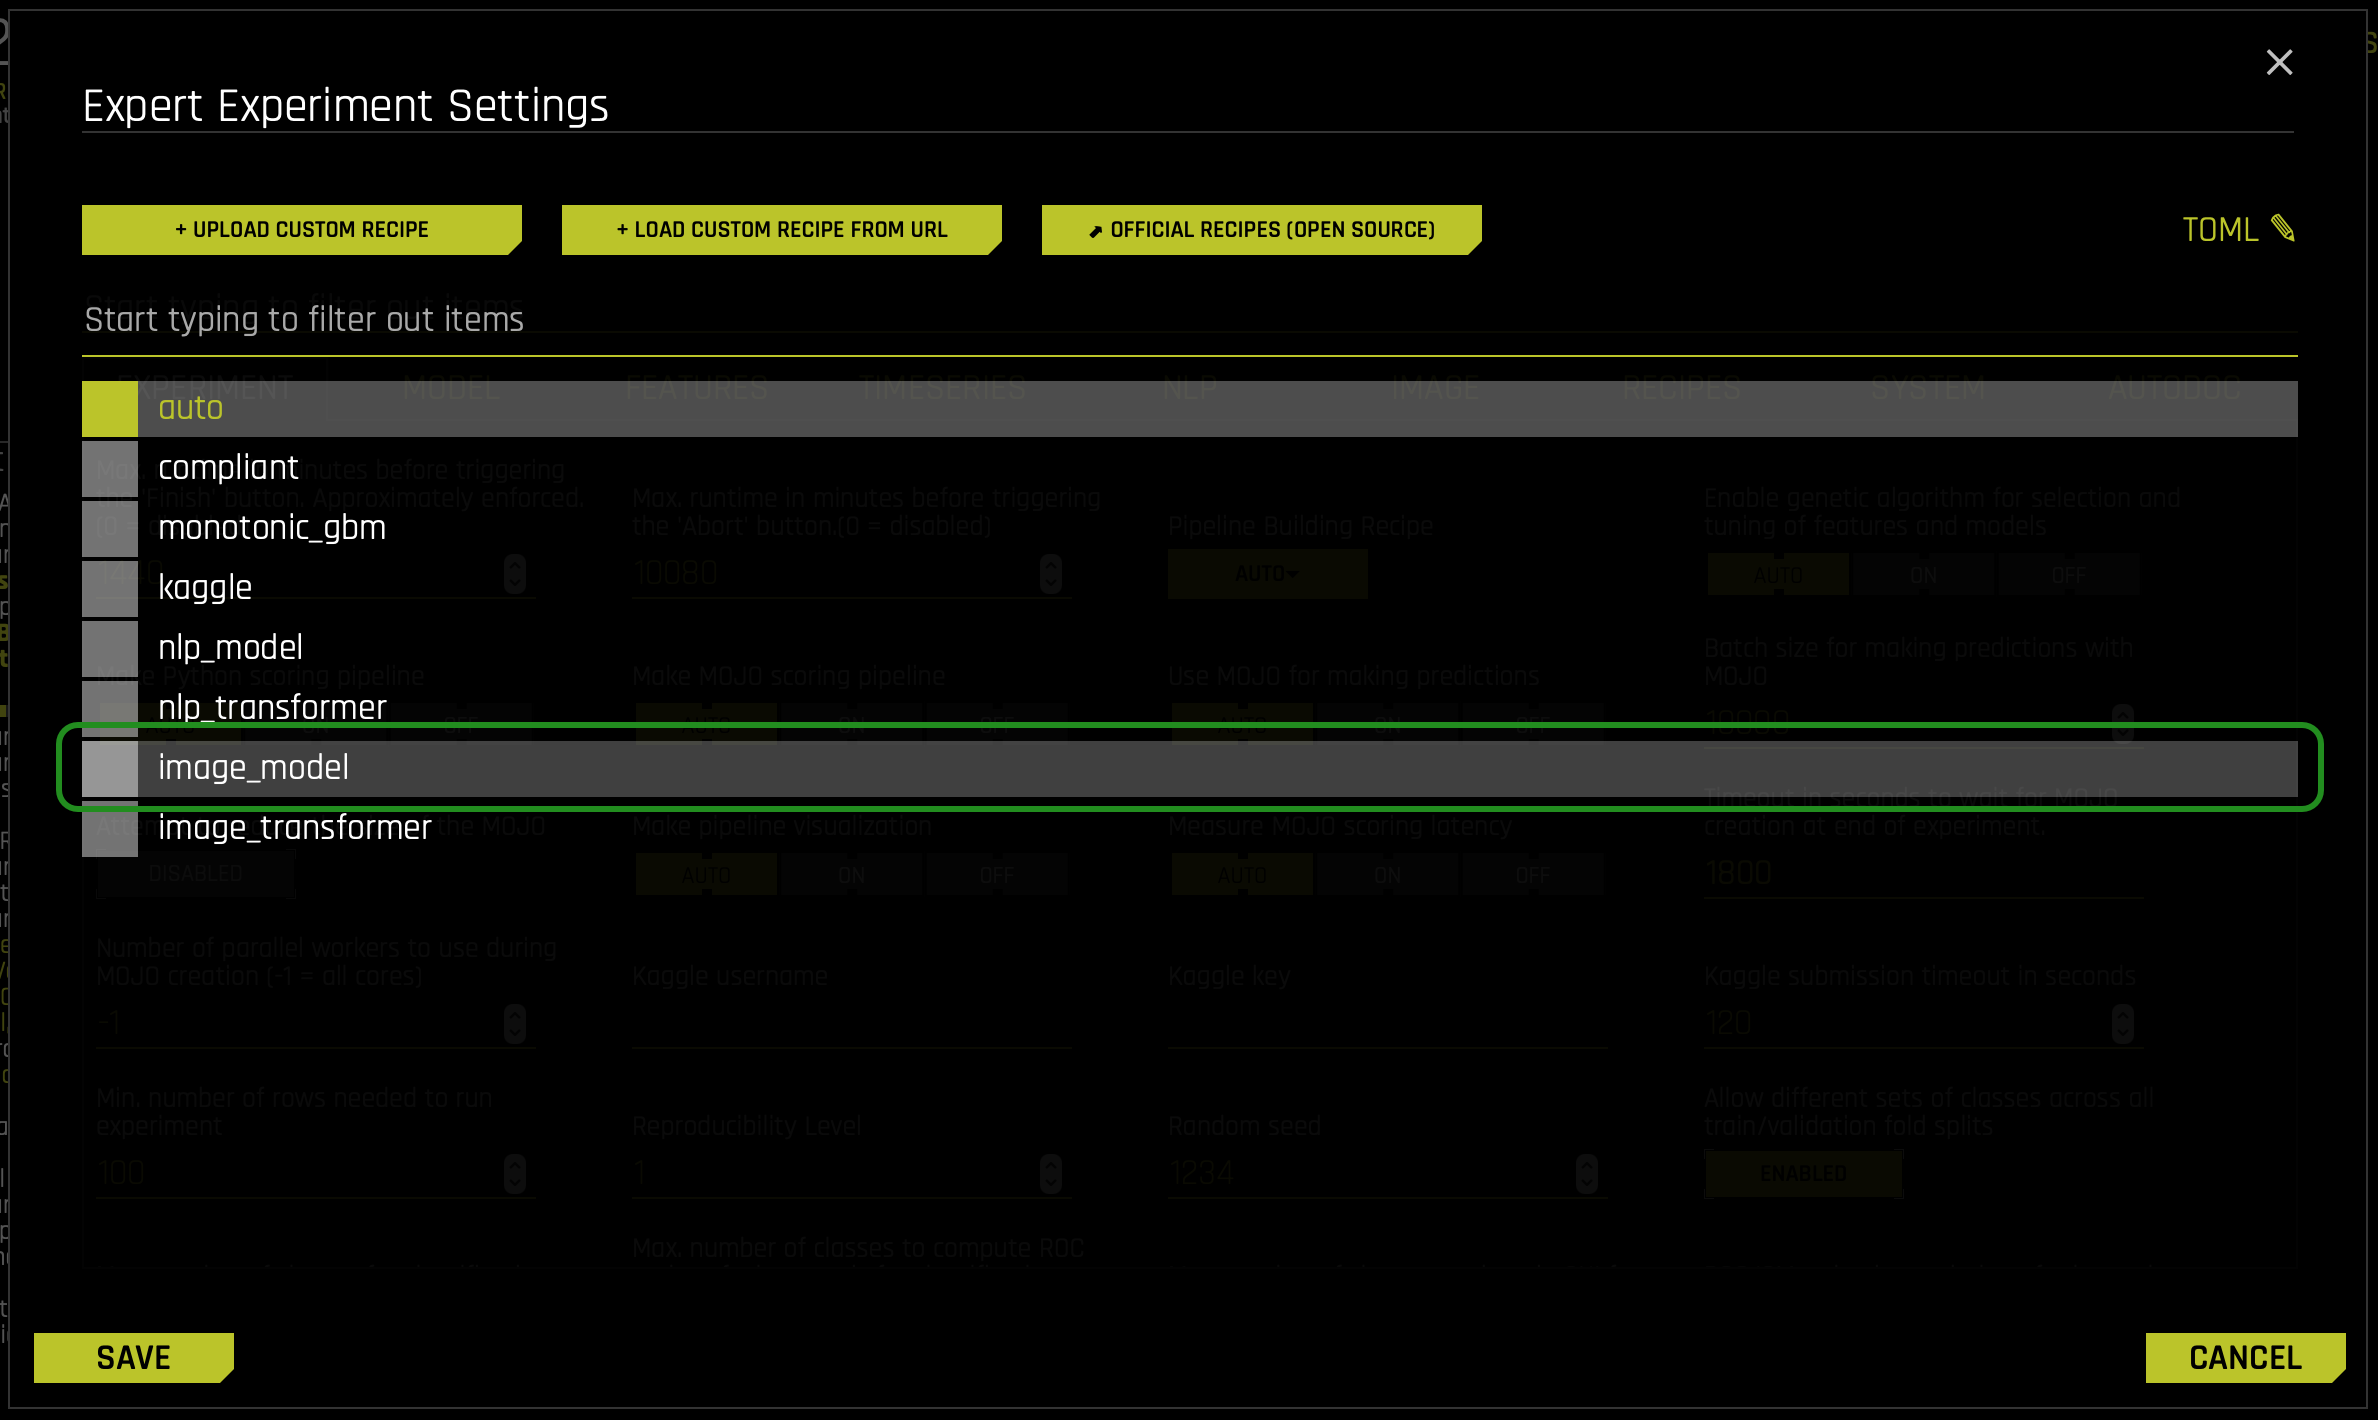 Expert Experiment Settings
+ UPLOAD CUSTOM RECIPE
+ LOAD CUSTOM RECIPE FROM URL
OFFICIAL RECIPES (OPEN SOURCE)
TOML
Start typing to filter out items
EXPERIMENT MODEL FEATURES TIMESERIES NLP IMAGE RECIPES SYSTEM AUTODOC
auto
compliant
monotonic_gbm
kaggle
nlp_model
nlp_transformer
image_model
image_transformer
Max. runtime in minutes before triggering
the 'Abort' button.(0 = disabled)
10080
Pipeline Building Recipe
AUTO
Enable genetic algorithm for selection and
tuning of features and models
AUTO ON OFF
Make Python scoring pipeline
Make MOJO scoring pipeline
Use MOJO for making predictions
Batch size for making predictions with
MOJO
Make pipeline visualization
AUTO ON OFF
Measure MOJO scoring latency
AUTO ON OFF
Timeout in seconds to wait for MOJO
creation at end of experiment.
1800
DISABLED
Number of parallel workers to use during
MOJO creation (-1 = all cores)
-1
Kaggle username
Kaggle key
Kaggle submission timeout in seconds
120
Min. number of rows needed to run
experiment
100
Reproducibility Level
1
Random seed
1234
Allow different sets of classes across all
train/validation fold splits
ENABLED
Max. number of classes to compute ROC
SAVE
CANCEL